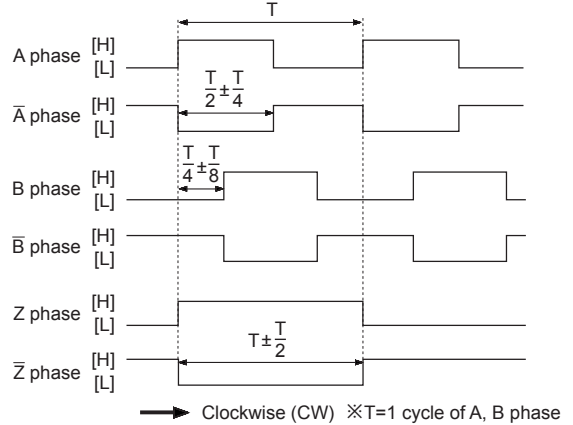 T
A phase [H]
[L]
A̅ phase [H]
[L]
T/2 ± T/4
T/4 ± T/8
B phase [H]
[L]
B̅ phase [H]
[L]
Z phase [H]
[L]
T± T/2
Z̅ phase [H]
[L]
Clockwise (CW) ※T=1 cycle of A, B phase